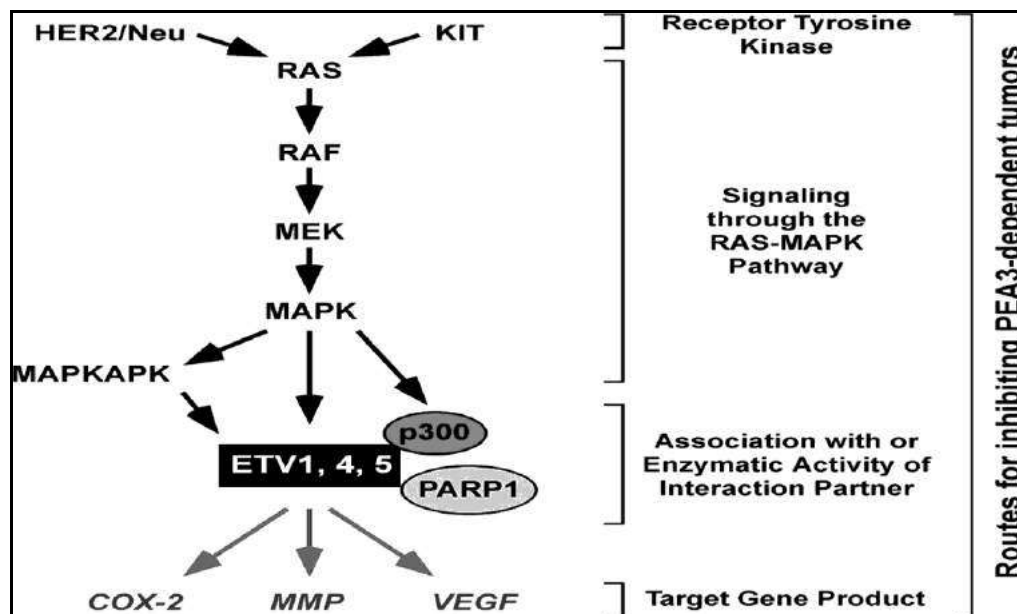 HER2/Neu
KIT
Receptor Tyrosine
Kinase
RAS
RAF
MEK
MAPK
Signaling
through the
RAS-MAPK
Pathway
MAPKAPK
p300
ETV1, 4, 5
PARP1
Association with or
Enzymatic Activity of
Interaction Partner
COX-2
MMP
VEGF
Target Gene Product
Routes for inhibiting PEA3-dependent tumors